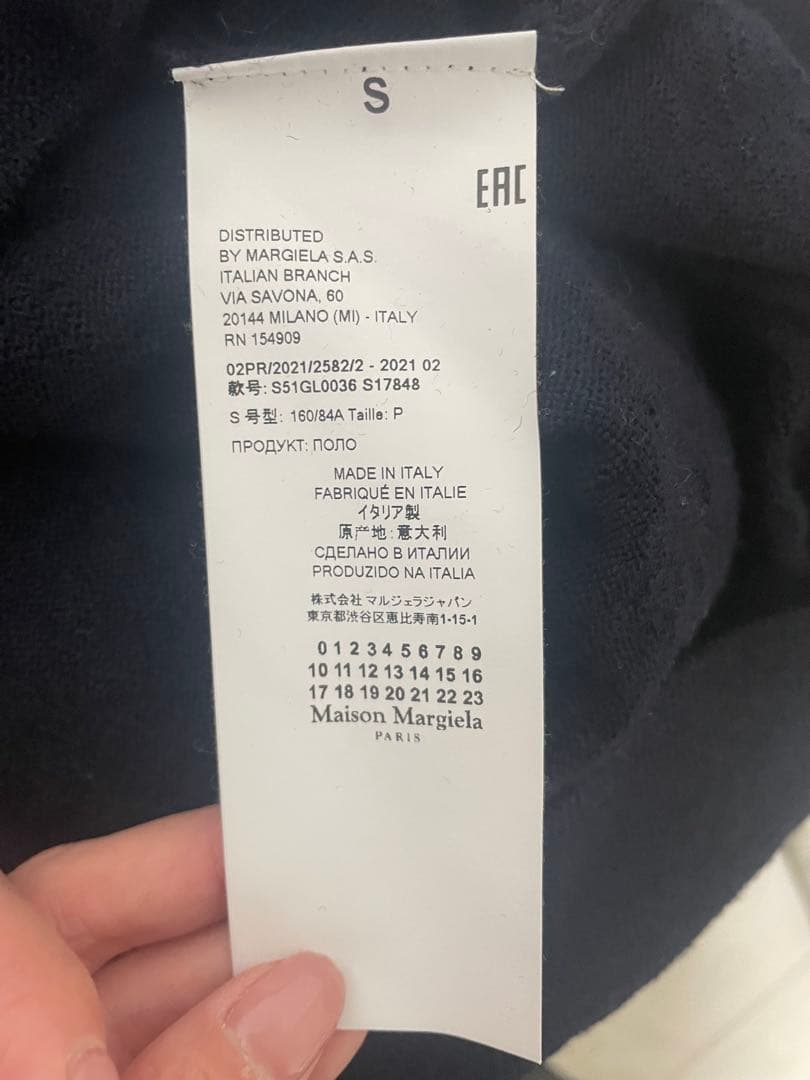 S
EAC
DISTRIBUTED
BY MARGIELA S.A.S.
ITALIAN BRANCH
VIA SAVONA, 60
20144 MILANO (MI) - ITALY
RN 154909
02PR/2021/2582/2 - 2021 02
款号: S51GL0036 S17848
S 号型: 160/84A Taille: P
ПРОДУКТ: ПОЛО
MADE IN ITALY
FABRIQUÉ EN ITALIE
イタリア製
原产地:意大利
СДЕЛАНО В ИТАЛИИ
PRODUZIDO NA ITALIA
株式会社 マルジェラジャパン
東京都渋谷区恵比寿南1-15-1
0 1 2 3 4 5 6 7 8 9
10 11 12 13 14 15 16
17 18 19 20 21 22 23
Maison Margiela
PARIS